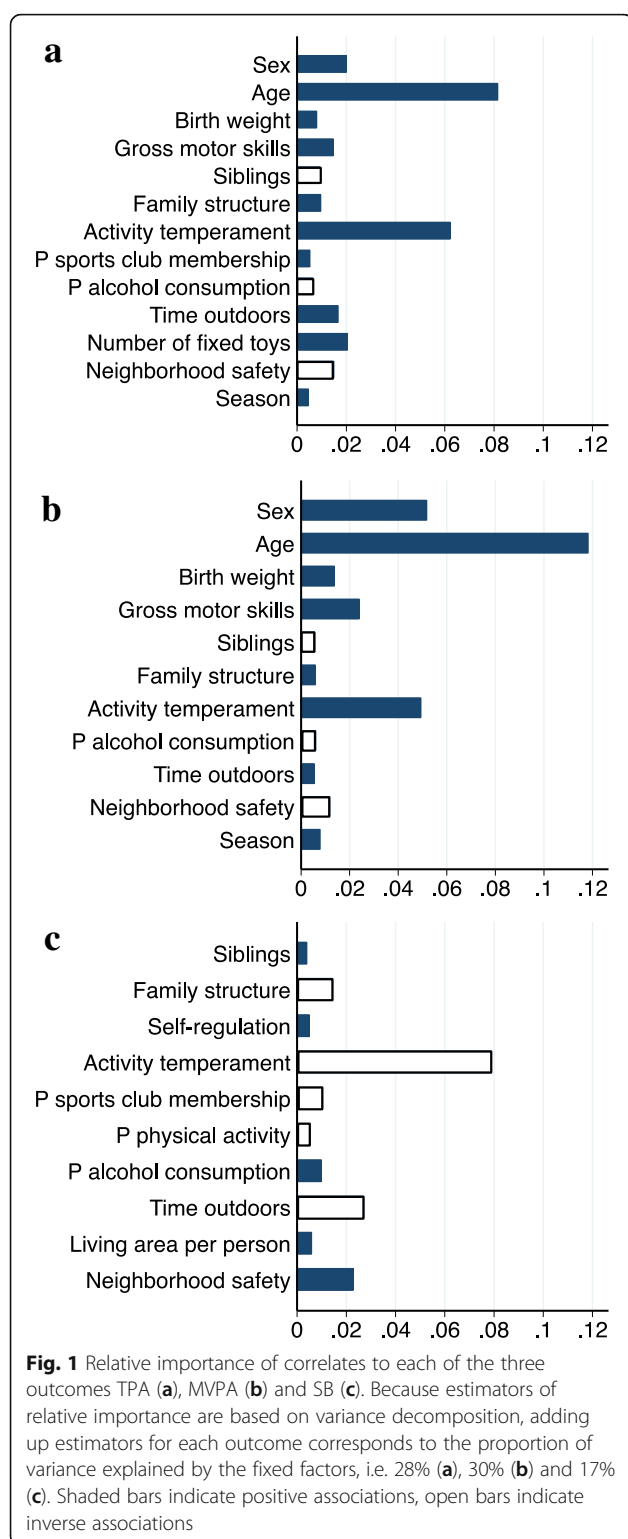 a
Sex
Age
Birth weight
Gross motor skills
Siblings
Family structure
Activity temperament
P sports club membership
P alcohol consumption
Time outdoors
Number of fixed toys
Neighborhood safety
Season
0 .02 .04 .06 .08 .1 .12
b
Sex
Age
Birth weight
Gross motor skills
Siblings
Family structure
Activity temperament
P alcohol consumption
Time outdoors
Neighborhood safety
Season
0 .02 .04 .06 .08 .1 .12
c
Siblings
Family structure
Self-regulation
Activity temperament
P sports club membership
P physical activity
P alcohol consumption
Time outdoors
Living area per person
Neighborhood safety
0 .02 .04 .06 .08 .1 .12
Fig. 1 Relative importance of correlates to each of the three
outcomes TPA (a), MVPA (b) and SB (c). Because estimators of
relative importance are based on variance decomposition, adding
up estimators for each outcome corresponds to the proportion of
variance explained by the fixed factors, i.e. 28% (a), 30% (b) and 17%
(c). Shaded bars indicate positive associations, open bars indicate
inverse associations